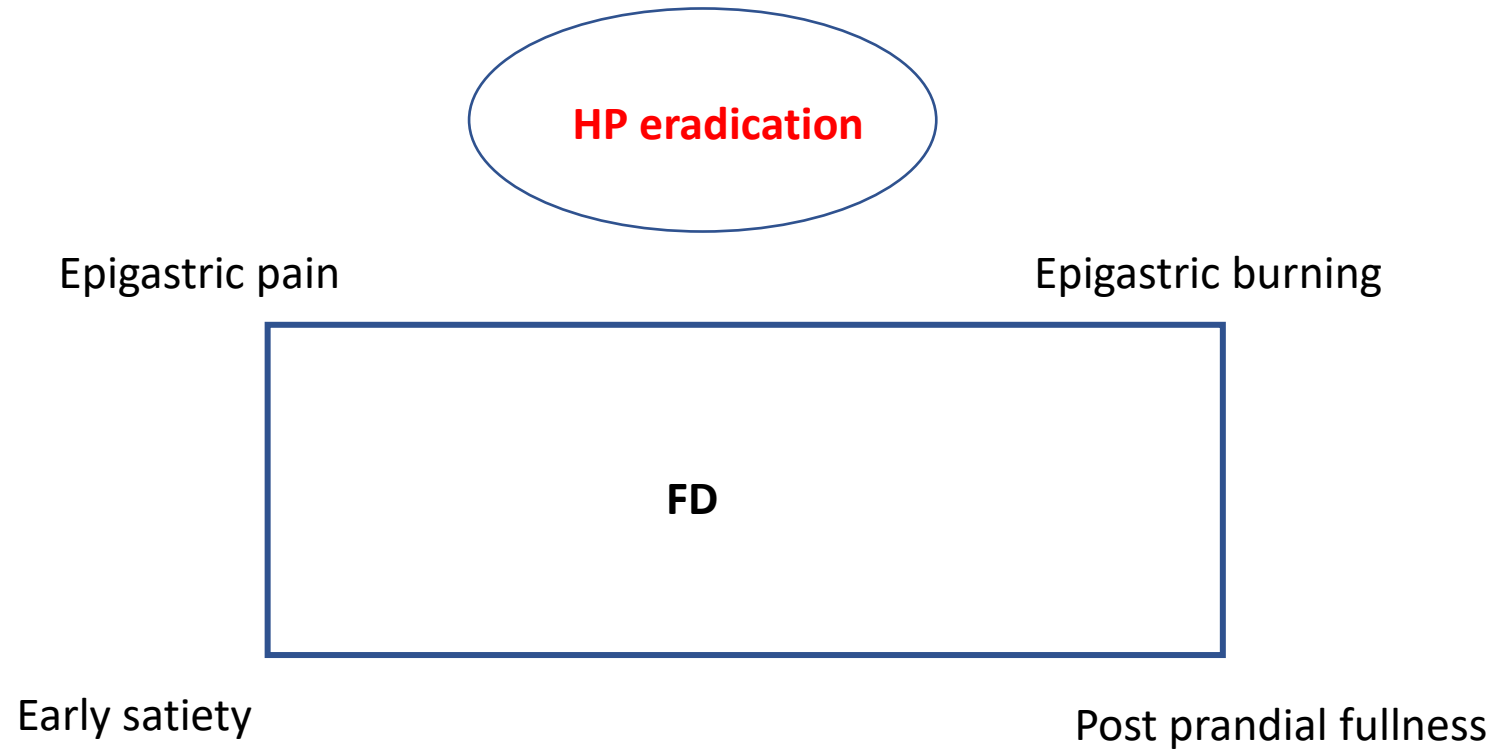 HP eradication
Epigastric pain
Epigastric burning
FD
Early satiety
Post prandial fullness